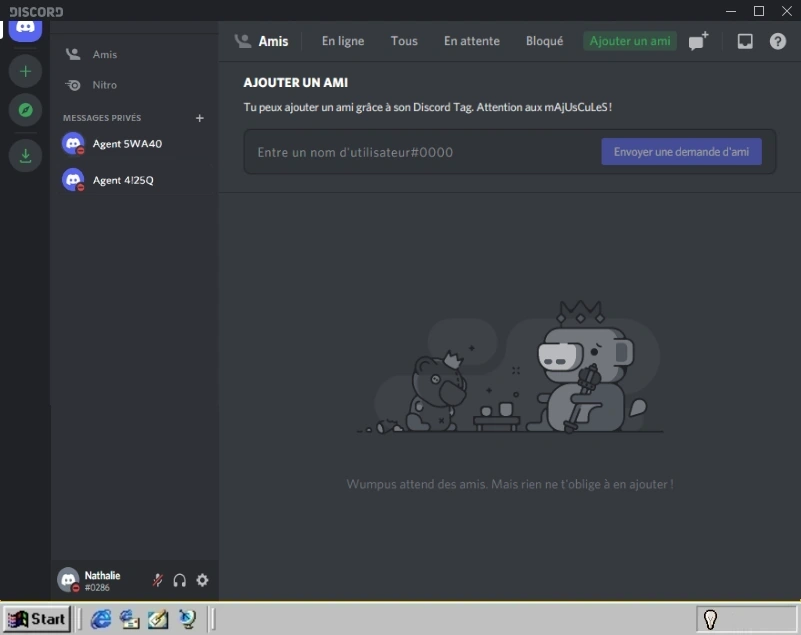 DISCORD
Amis
Nitro
MESSAGES PRIVÉS
Agent 5WA40
Agent 4!25Q
Amis
En ligne
Tous
En attente
Bloqué
Ajouter un ami
AJOUTER UN AMI
Tu peux ajouter un ami grâce à son Discord Tag. Attention aux mAjUsCuLeS !
Entre un nom d'utilisateur#0000
Envoyer une demande d'ami
Wumpus attend des amis. Mais rien ne t'oblige à en ajouter !
Nathalie
#0286
Start